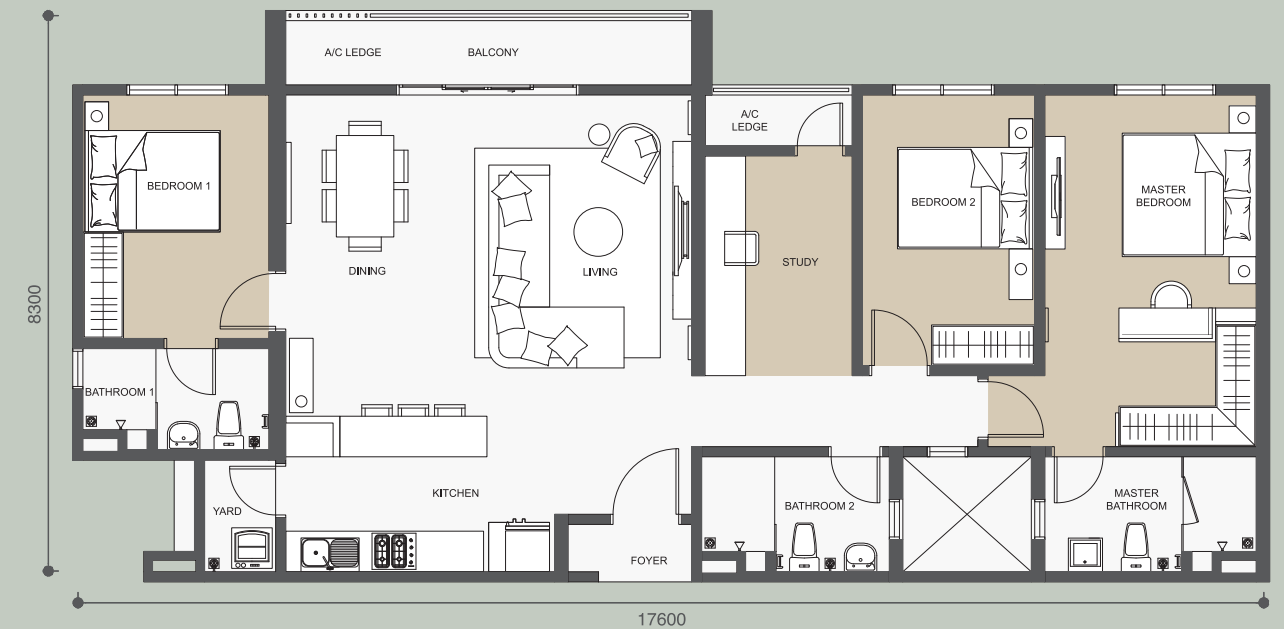 A/C LEDGE
BALCONY
A/C
LEDGE
BEDROOM 1
BEDROOM 2
MASTER
BEDROOM
DINING
LIVING
STUDY
8300
BATHROOM 1
KITCHEN
YARD
BATHROOM 2
MASTER
BATHROOM
FOYER
17600